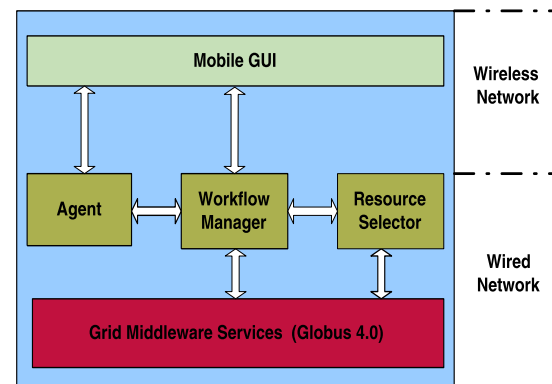 Mobile GUI
Wireless
Network
Agent
Workflow
Manager
Resource
Selector
Wired
Network
Grid Middleware Services (Globus 4.0)